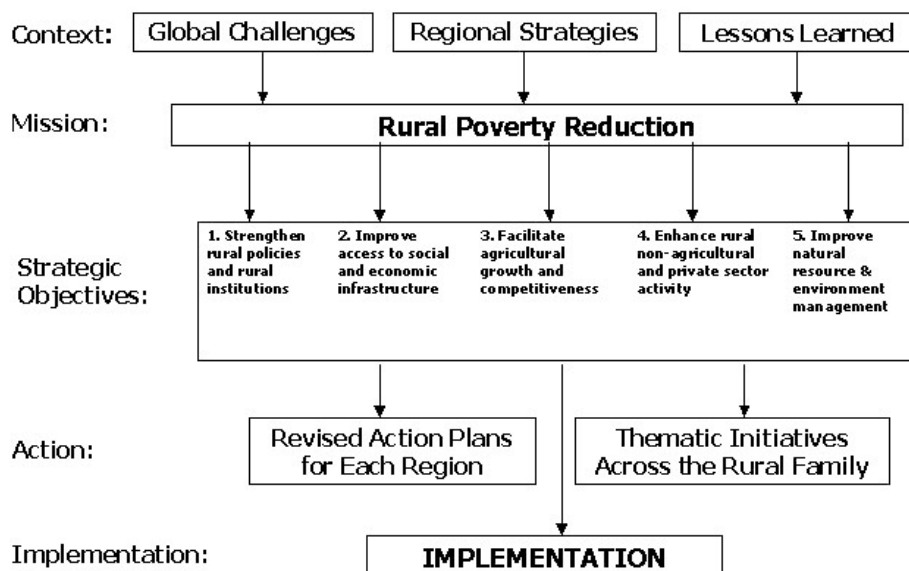 Context:
Global Challenges
Regional Strategies
Lessons Learned
Mission:
Rural Poverty Reduction
Strategic
Objectives:
1. Strengthen
rural policies
and rural
institutions
2. Improve
access to social
and economic
infrastructure
3. Facilitate
agricultural
growth and
competitiveness
4. Enhance rural
non-agricultural
and private sector
activity
5. Improve
natural
resource &
environment
management
Action:
Revised Action Plans
for Each Region
Thematic Initiatives
Across the Rural Family
Implementation:
IMPLEMENTATION